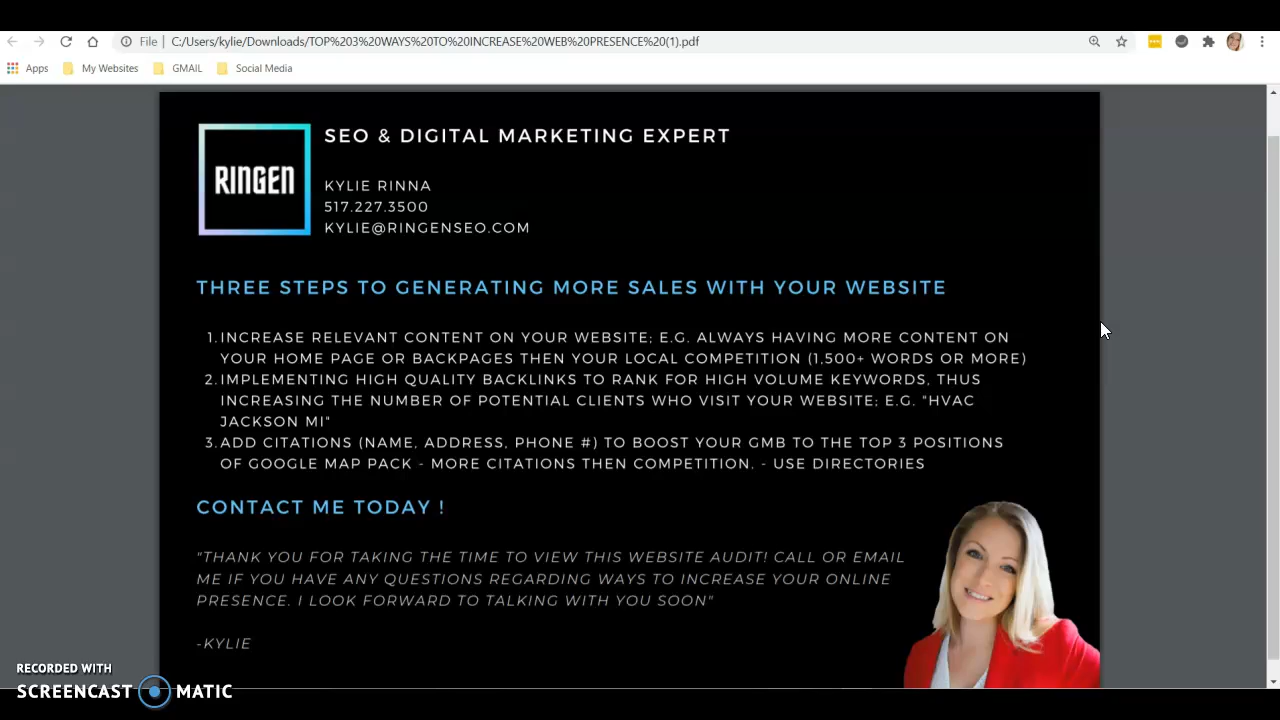 File | C:/Users/kylie/Downloads/TOP%203%20WAYS%20TO%20INCREASE%20WEB%20PRESENCE%20(1).pdf
Apps My Websites GMAIL Social Media
RINGEN
SEO & DIGITAL MARKETING EXPERT
KYLIE RINNA
517.227.3500
KYLIE@RINGENSEO.COM
THREE STEPS TO GENERATING MORE SALES WITH YOUR WEBSITE
1. INCREASE RELEVANT CONTENT ON YOUR WEBSITE; E.G. ALWAYS HAVING MORE CONTENT ON
YOUR HOME PAGE OR BACKPAGES THEN YOUR LOCAL COMPETITION (1,500+ WORDS OR MORE)
2. IMPLEMENTING HIGH QUALITY BACKLINKS TO RANK FOR HIGH VOLUME KEYWORDS, THUS
INCREASING THE NUMBER OF POTENTIAL CLIENTS WHO VISIT YOUR WEBSITE; E.G. "HVAC
JACKSON MI"
3. ADD CITATIONS (NAME, ADDRESS, PHONE #) TO BOOST YOUR GMB TO THE TOP 3 POSITIONS
OF GOOGLE MAP PACK - MORE CITATIONS THEN COMPETITION. - USE DIRECTORIES
CONTACT ME TODAY !
"THANK YOU FOR TAKING THE TIME TO VIEW THIS WEBSITE AUDIT! CALL OR EMAIL
ME IF YOU HAVE ANY QUESTIONS REGARDING WAYS TO INCREASE YOUR ONLINE
PRESENCE. I LOOK FORWARD TO TALKING WITH YOU SOON"
-KYLIE
RECORDED WITH
SCREENCAST MATIC